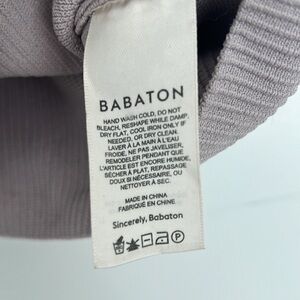 BABATON
HAND WASH COLD, DO NOT
BLEACH, RESHAPE WHILE DAMP,
DRY FLAT, COOL IRON ONLY IF
NEEDED, OR DRY CLEAN.
LAVER À LA MAIN À L'EAU
FROIDE. NE PAS JAVELISER,
REMODELER PENDANT QUE
L'ARTICLE EST ENCORE HUMIDE,
SÉCHER À PLAT, REPASSAGE
DOUX SI NÉCESSAIRE, OU
NETTOYER À SEC.
MADE IN CHINA
FABRIQUÉ EN CHINE
Sincerely, Babaton